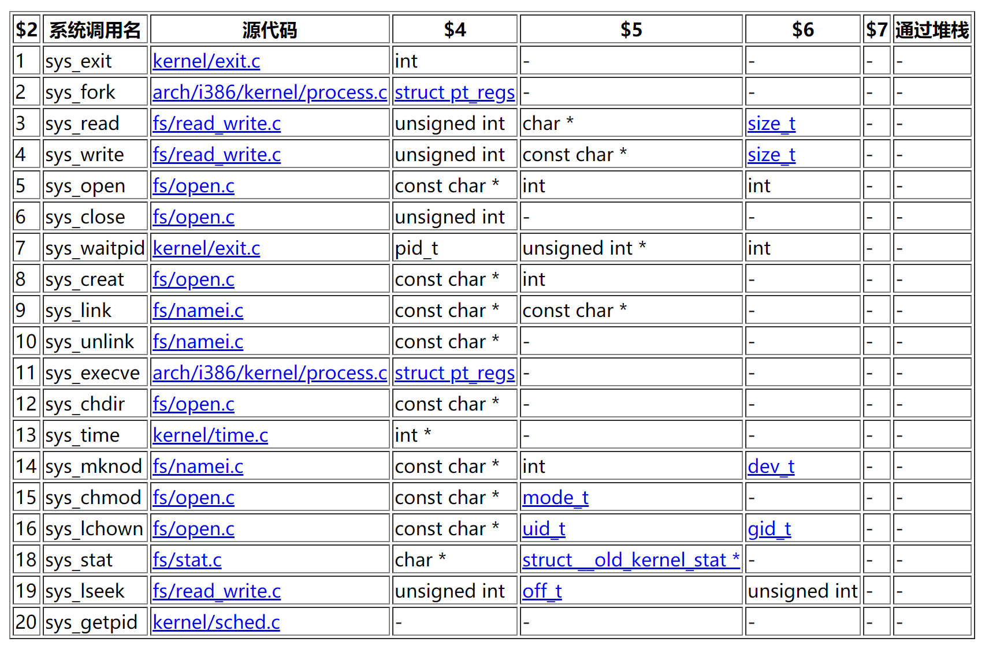 $2 系统调用名 源代码 $4 $5 $6 $7 通过堆栈
1 sys_exit kernel/exit.c int - - - -
2 sys_fork arch/i386/kernel/process.c struct pt_regs - - - -
3 sys_read fs/read_write.c unsigned int char * size_t - -
4 sys_write fs/read_write.c unsigned int const char * size_t - -
5 sys_open fs/open.c const char * int int - -
6 sys_close fs/open.c unsigned int - - - -
7 sys_waitpid kernel/exit.c pid_t unsigned int * int - -
8 sys_creat fs/open.c const char * int - - -
9 sys_link fs/namei.c const char * const char * - - -
10 sys_unlink fs/namei.c const char * - - - -
11 sys_execve arch/i386/kernel/process.c struct pt_regs - - - -
12 sys_chdir fs/open.c const char * - - - -
13 sys_time kernel/time.c int * - - - -
14 sys_mknod fs/namei.c const char * int dev_t - -
15 sys_chmod fs/open.c const char * mode_t - - -
16 sys_lchown fs/open.c const char * uid_t gid_t - -
18 sys_stat fs/stat.c char * struct __old_kernel_stat * - - -
19 sys_lseek fs/read_write.c unsigned int off_t unsigned int - -
20 sys_getpid kernel/sched.c - - - - -